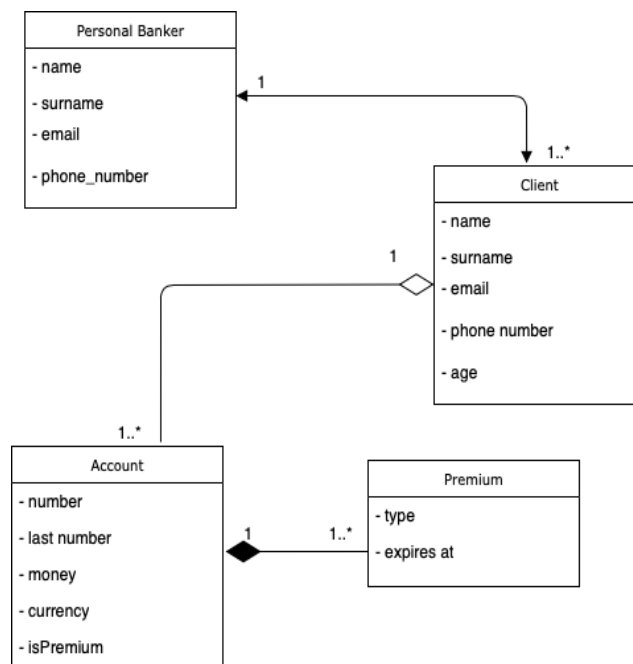 Personal Banker
- name
- surname
- email
- phone_number
1
1..*
Client
- name
- surname
- email
- phone number
- age
1
1..*
Account
- number
- last number
- money
- currency
- isPremium
1
1..*
Premium
- type
- expires at